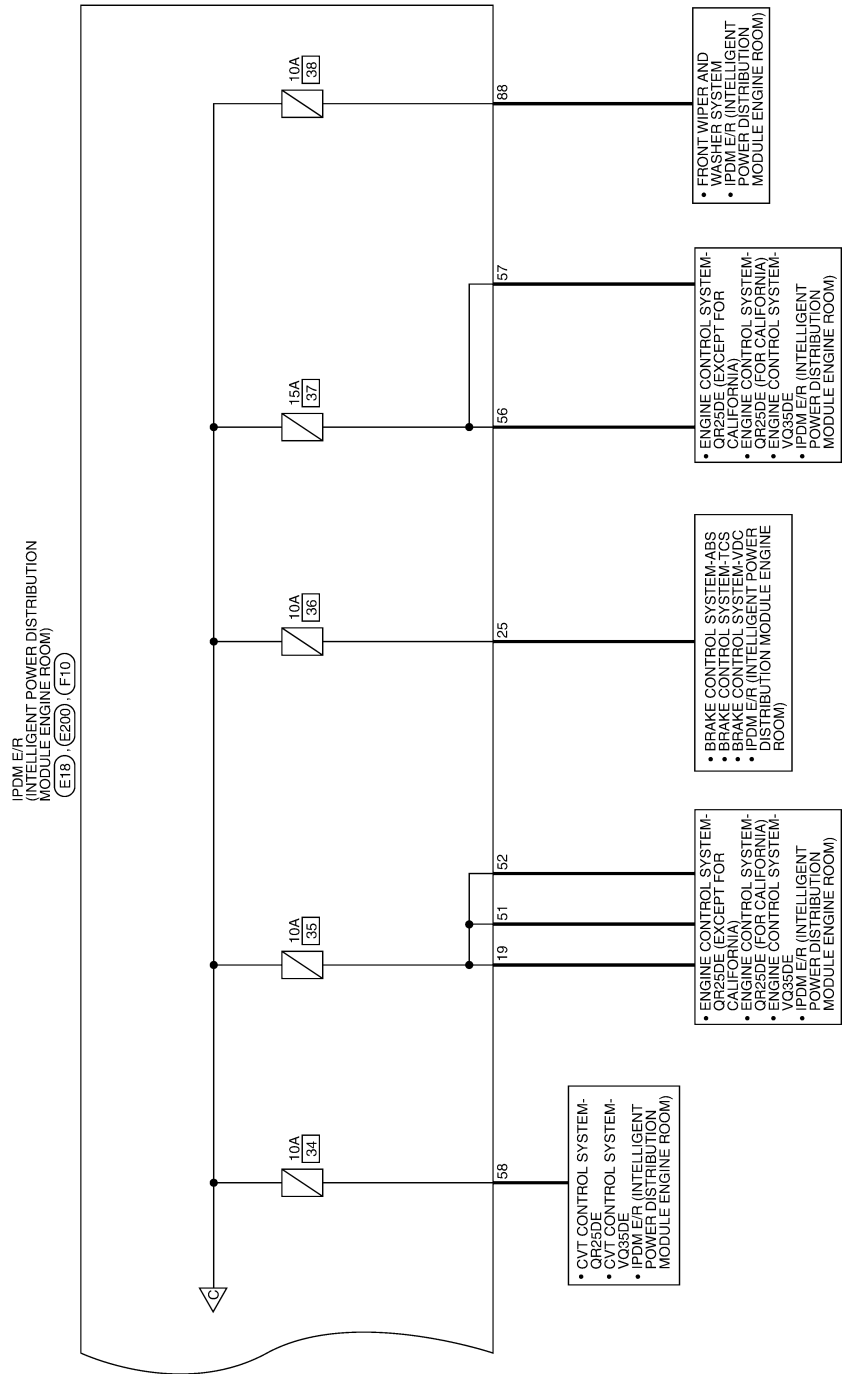 IPDM E/R
(INTELLIGENT POWER DISTRIBUTION
MODULE ENGINE ROOM)
E18 , E200 , F10
C
10A
34
10A
35
10A
36
15A
37
10A
38
58
19
51
52
25
56
57
88
• CVT CONTROL SYSTEM-
QR25DE
• CVT CONTROL SYSTEM-
VQ35DE
• IPDM E/R (INTELLIGENT
POWER DISTRIBUTION
MODULE ENGINE ROOM)
• ENGINE CONTROL SYSTEM-
QR25DE (EXCEPT FOR
CALIFORNIA)
• ENGINE CONTROL SYSTEM-
QR25DE (FOR CALIFORNIA)
• ENGINE CONTROL SYSTEM-
VQ35DE
• IPDM E/R (INTELLIGENT
POWER DISTRIBUTION
MODULE ENGINE ROOM)
• BRAKE CONTROL SYSTEM-ABS
• BRAKE CONTROL SYSTEM-TCS
• BRAKE CONTROL SYSTEM-VDC
• IPDM E/R (INTELLIGENT POWER
DISTRIBUTION MODULE ENGINE
ROOM)
• ENGINE CONTROL SYSTEM-
QR25DE (EXCEPT FOR
CALIFORNIA)
• ENGINE CONTROL SYSTEM-
QR25DE (FOR CALIFORNIA)
• ENGINE CONTROL SYSTEM-
VQ35DE
• IPDM E/R (INTELLIGENT
POWER DISTRIBUTION
MODULE ENGINE ROOM)
• FRONT WIPER AND
WASHER SYSTEM
• IPDM E/R (INTELLIGENT
POWER DISTRIBUTION
MODULE ENGINE ROOM)